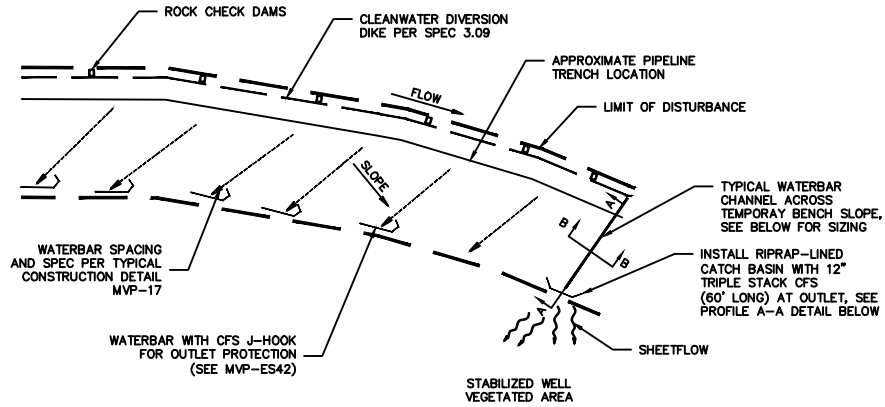 ROCK CHECK DAMS
CLEANWATER DIVERSION
DIKE PER SPEC 3.09
APPROXIMATE PIPELINE
TRENCH LOCATION
FLOW
LIMIT OF DISTURBANCE
SLOPE
A
TYPICAL WATERBAR
CHANNEL ACROSS
TEMPORAY BENCH SLOPE,
SEE BELOW FOR SIZING
B
B
WATERBAR SPACING
AND SPEC PER TYPICAL
CONSTRUCTION DETAIL
MVP-17
INSTALL RIPRAP-LINED
CATCH BASIN WITH 12"
TRIPLE STACK CFS
(60' LONG) AT OUTLET, SEE
PROFILE A-A DETAIL BELOW
A
WATERBAR WITH CFS J-HOOK
FOR OUTLET PROTECTION
(SEE MVP-ES42)
SHEETFLOW
STABILIZED WELL
VEGETATED AREA